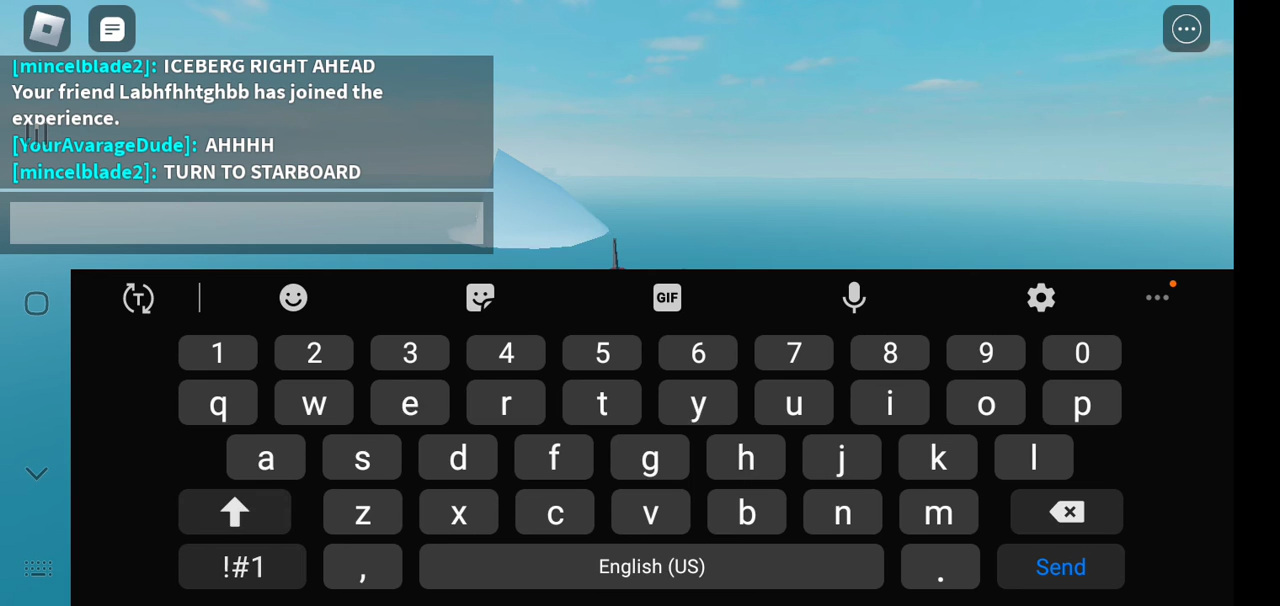 [mincelblade2]: ICEBERG RIGHT AHEAD
Your friend Labhfhhtghbb has joined the
experience.
[YourAvarageDude]: AHHHH
[mincelblade2]: TURN TO STARBOARD
T GIF
1 2 3 4 5 6 7 8 9 0
q w e r t y u i o p
a s d f g h j k l
z x c v b n m
!#1 , English (US) . Send